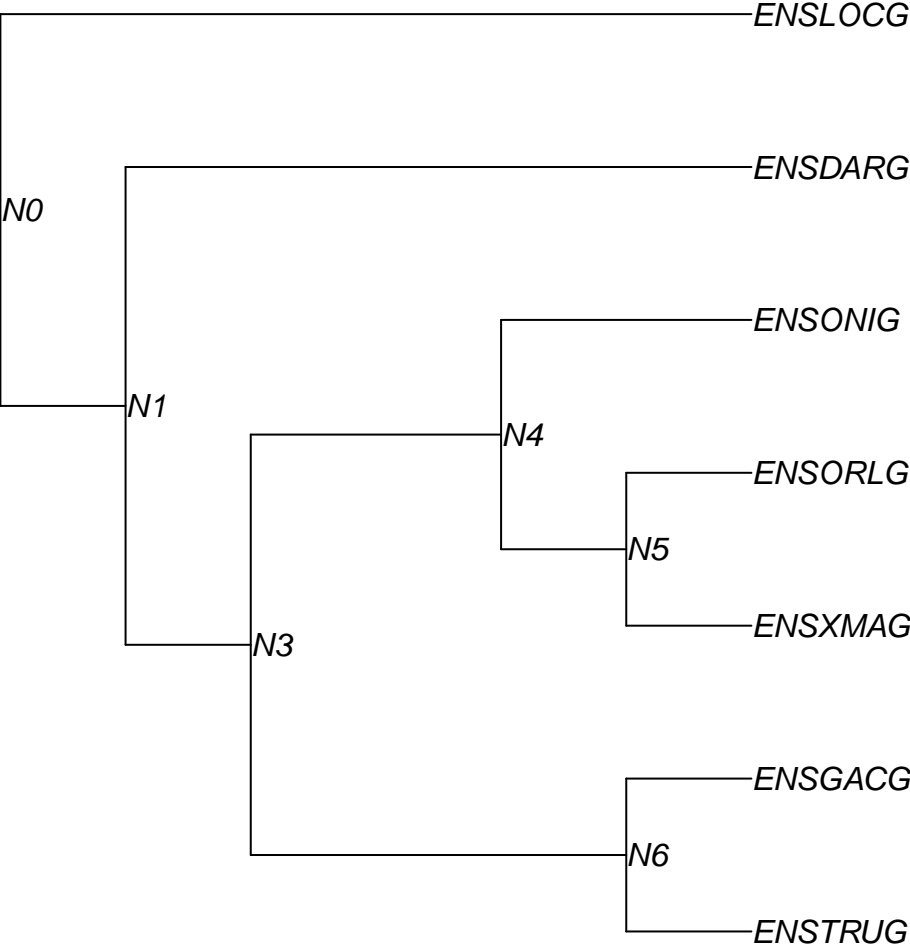 ENSLOCG
ENSDARG
N0
ENSONIG
N1
N4
ENSORLG
N5
ENSXMAG
N3
ENSGACG
N6
ENSTRUG